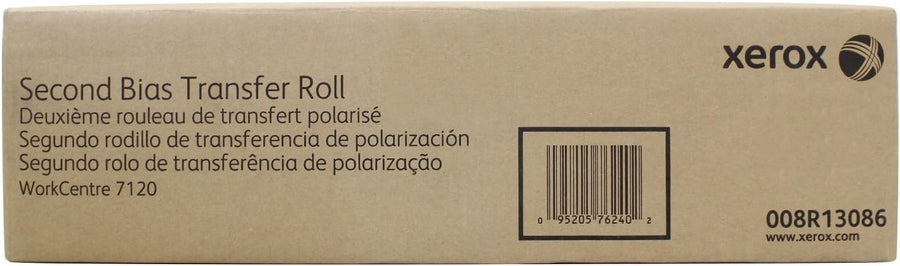 xerox
Second Bias Transfer Roll
Deuxième rouleau de transfert polarisé
Segundo rodillo de transferencia de polarización
Segundo rolo de transferência de polarização
WorkCentre 7120
0 95205 76240 2
008R13086
www.xerox.com